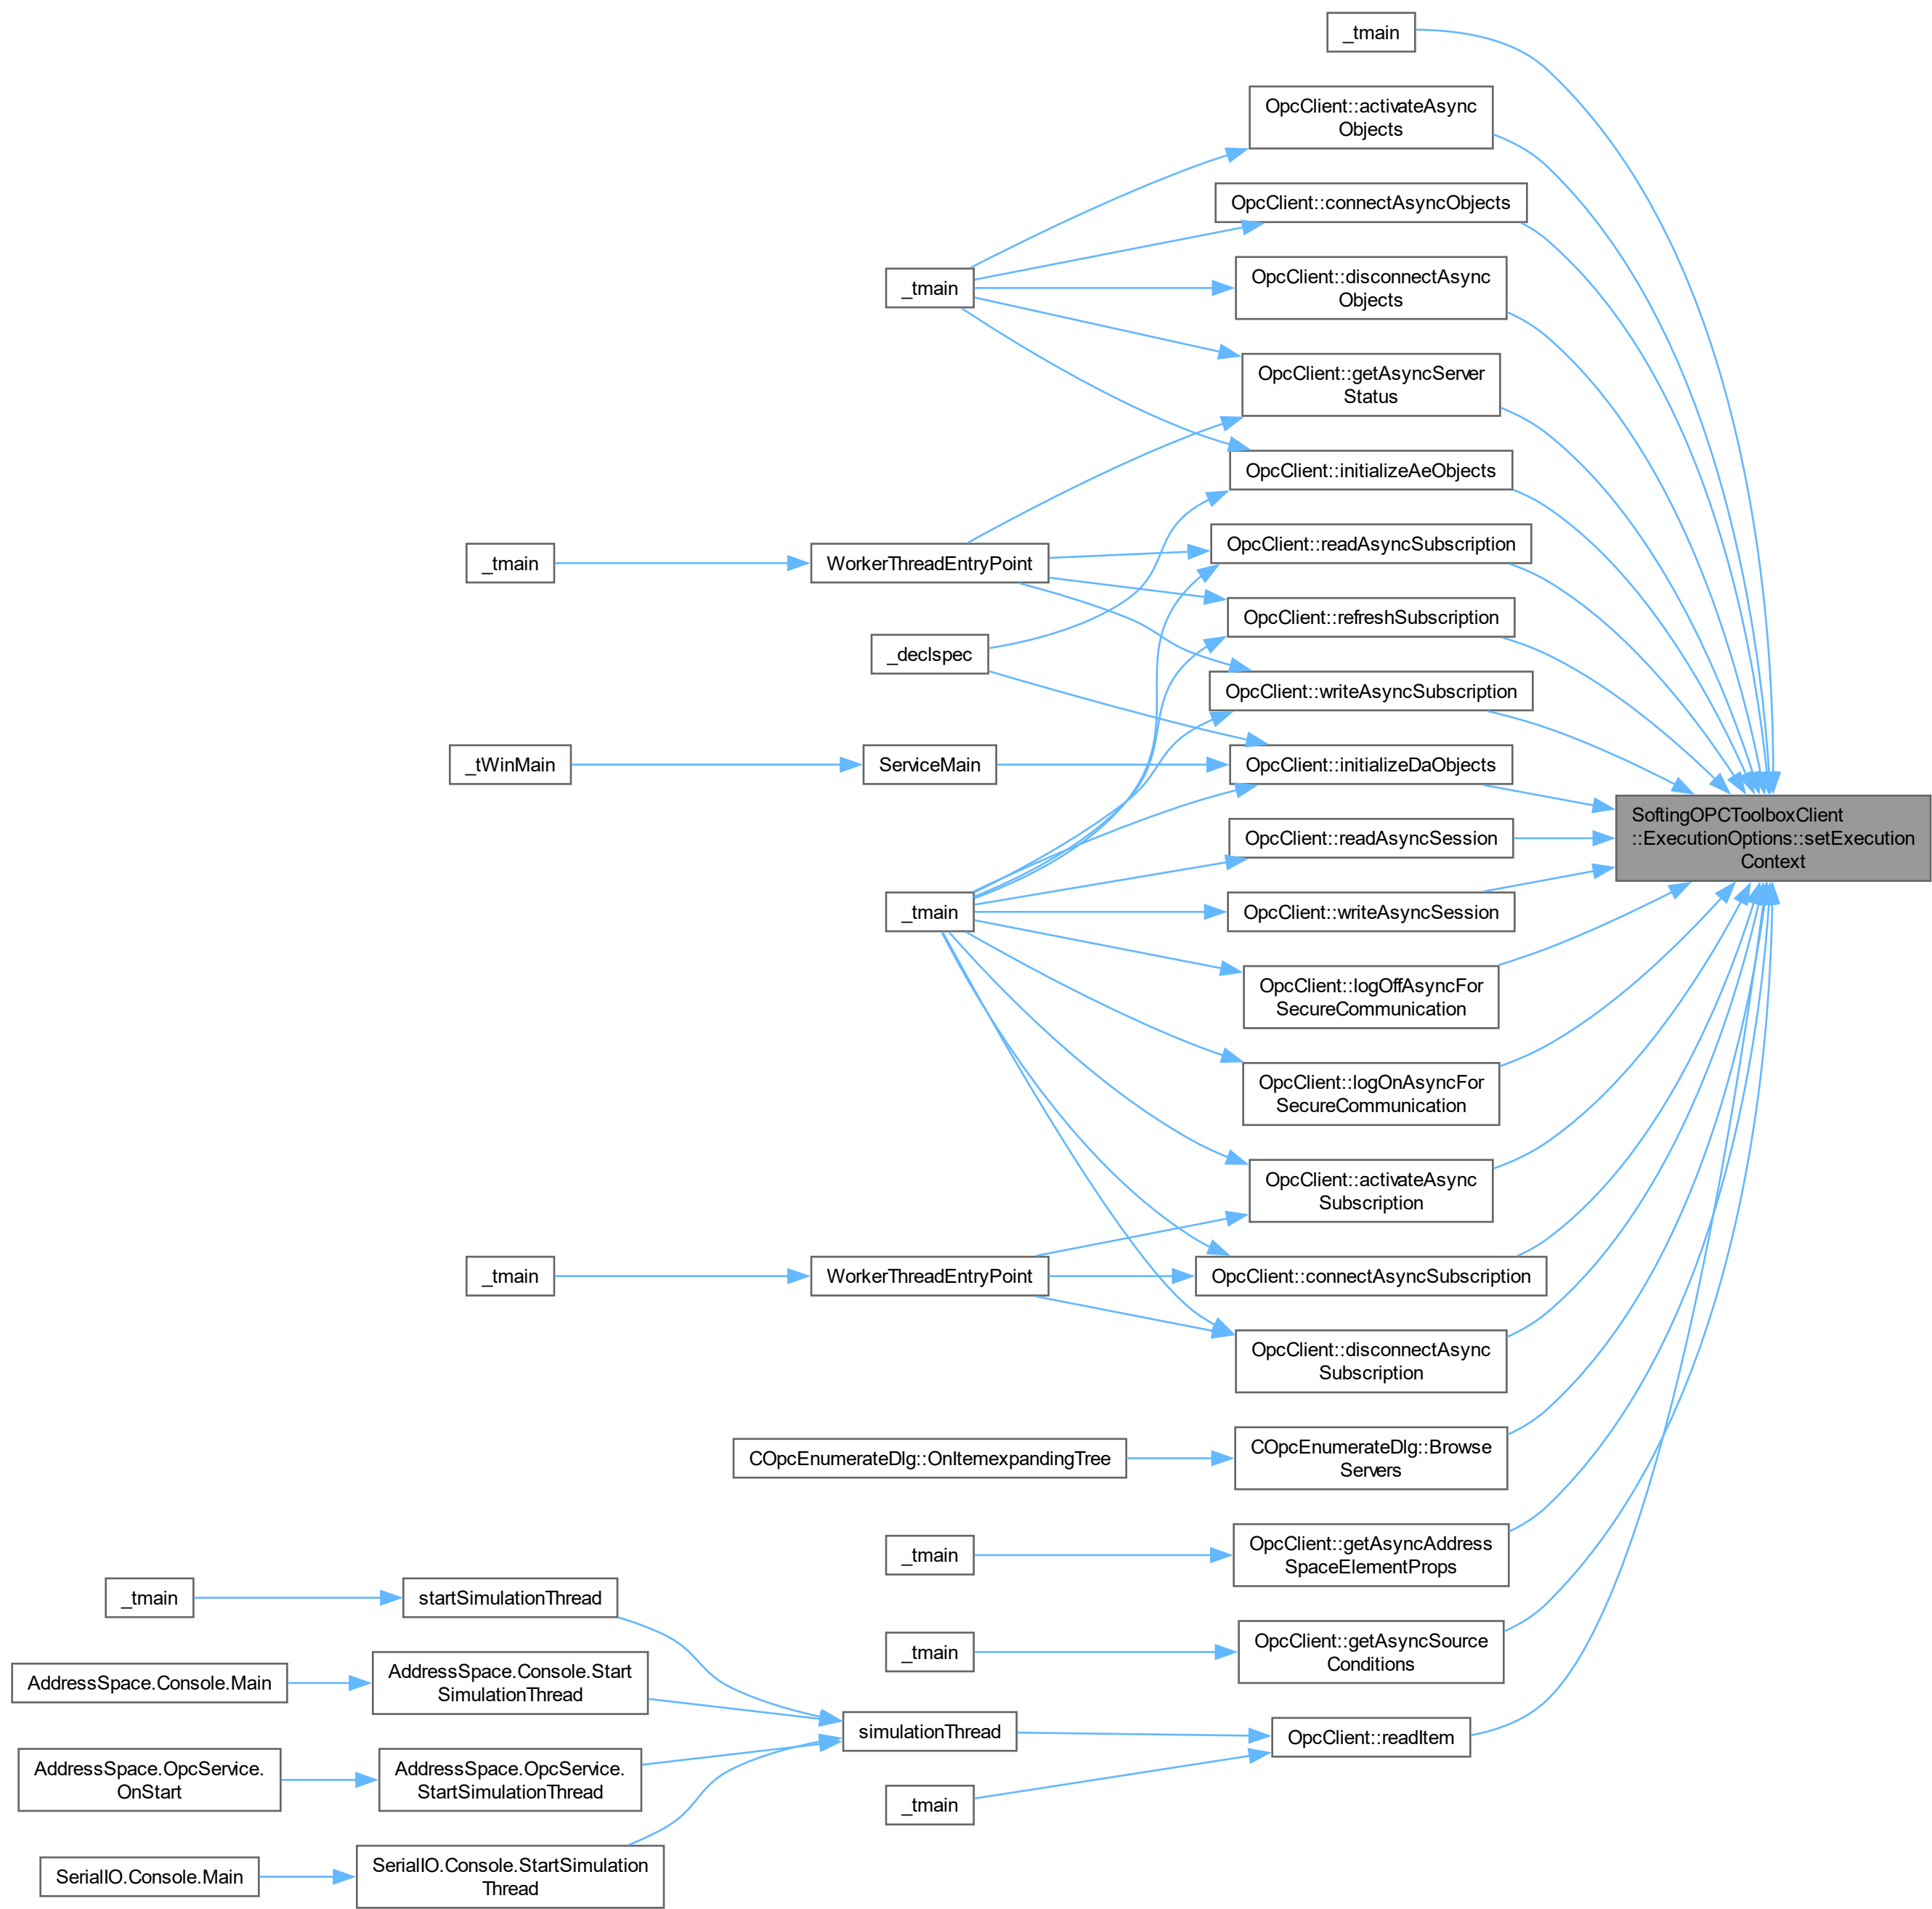 _tmain
OpcClient::activateAsync
Objects
OpcClient::connectAsyncObjects
OpcClient::disconnectAsync
Objects
_tmain
OpcClient::getAsyncServer
Status
OpcClient::initializeAeObjects
OpcClient::readAsyncSubscription
_tmain
WorkerThreadEntryPoint
OpcClient::refreshSubscription
_declspec
OpcClient::writeAsyncSubscription
_tWinMain
ServiceMain
OpcClient::initializeDaObjects
SoftingOPCToolboxClient
::ExecutionOptions::setExecution
Context
OpcClient::readAsyncSession
_tmain
OpcClient::writeAsyncSession
OpcClient::logOffAsyncFor
SecureCommunication
OpcClient::logOnAsyncFor
SecureCommunication
OpcClient::activateAsync
Subscription
_tmain
WorkerThreadEntryPoint
OpcClient::connectAsyncSubscription
OpcClient::disconnectAsync
Subscription
COpcEnumerateDlg::OnItemexpandingTree
COpcEnumerateDlg::Browse
Servers
_tmain
OpcClient::getAsyncAddress
SpaceElementProps
_tmain
startSimulationThread
_tmain
OpcClient::getAsyncSource
Conditions
AddressSpace.Console.Main
AddressSpace.Console.Start
SimulationThread
simulationThread
OpcClient::readItem
AddressSpace.OpcService.
OnStart
AddressSpace.OpcService.
StartSimulationThread
_tmain
SerialIO.Console.Main
SerialIO.Console.StartSimulation
Thread